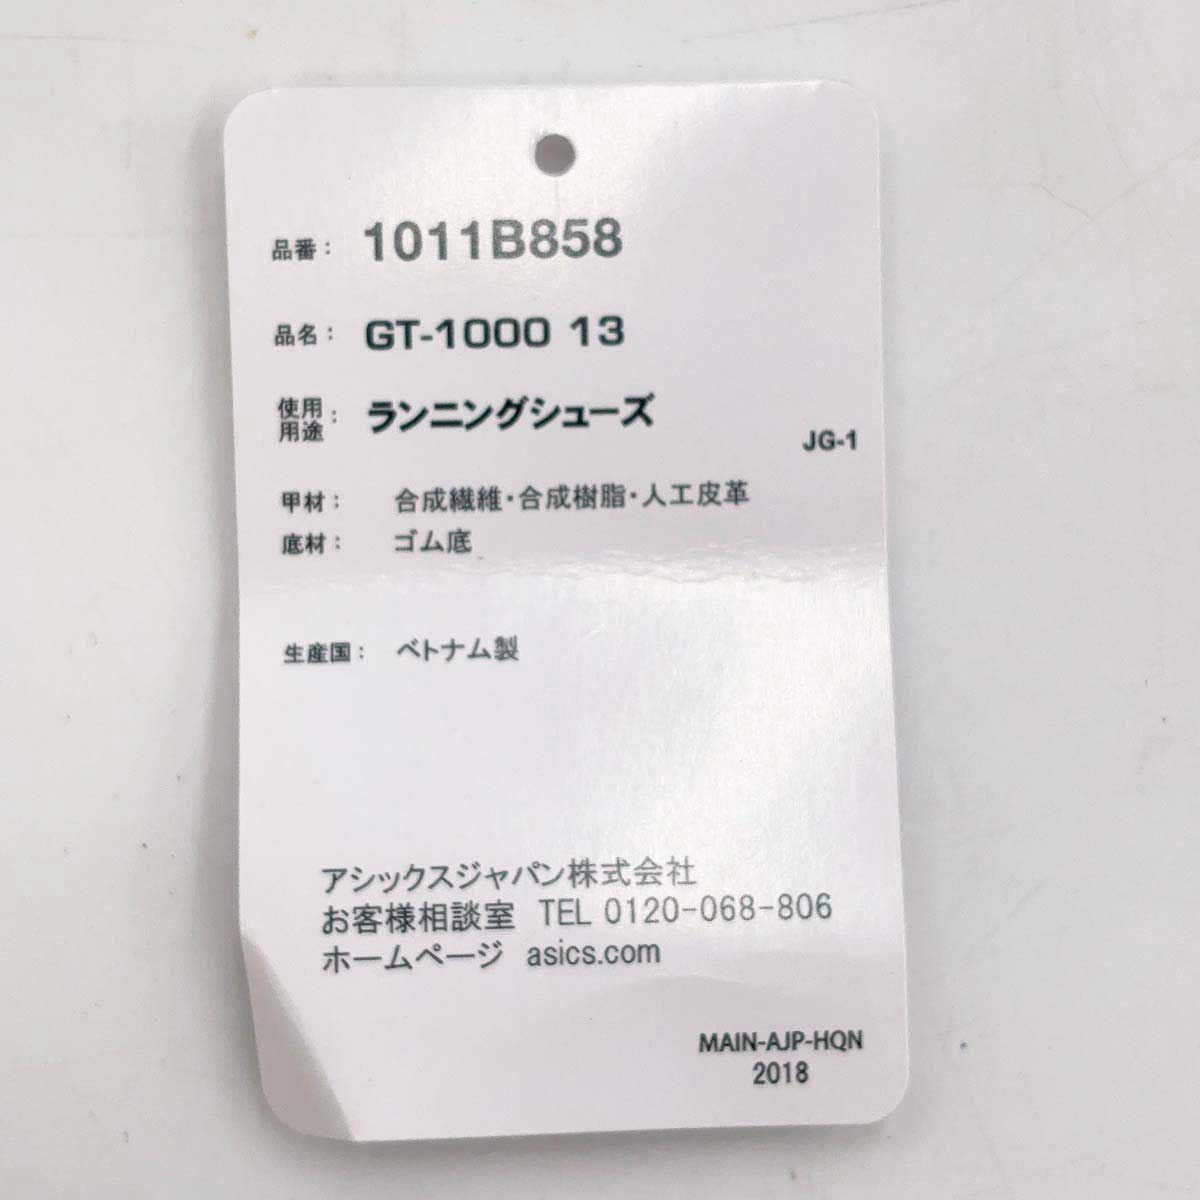 品番： 1011B858
品名： GT-1000 13
使用用途： ランニングシューズ
JG-1
甲材： 合成繊維・合成樹脂・人工皮革
底材： ゴム底
生産国： ベトナム製
アシックスジャパン株式会社
お客様相談室 TEL 0120-068-806
ホームページ asics.com
MAIN-AJP-HQN
2018